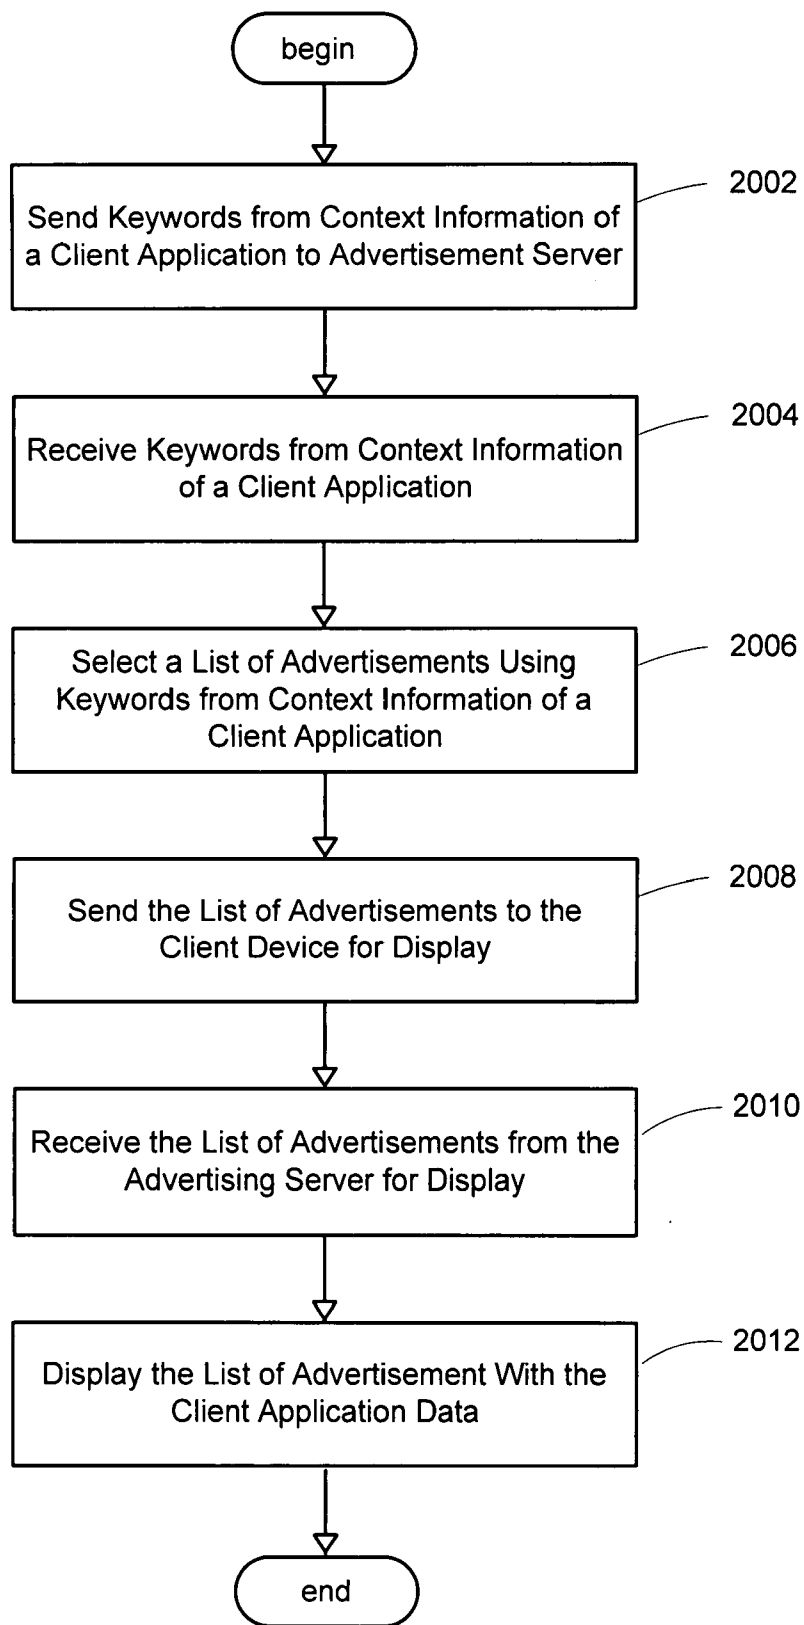 begin
2002
Send Keywords from Context Information of
a Client Application to Advertisement Server
2004
Receive Keywords from Context Information
of a Client Application
2006
Select a List of Advertisements Using
Keywords from Context Information of a
Client Application
2008
Send the List of Advertisements to the
Client Device for Display
2010
Receive the List of Advertisements from the
Advertising Server for Display
2012
Display the List of Advertisement With the
Client Application Data
end